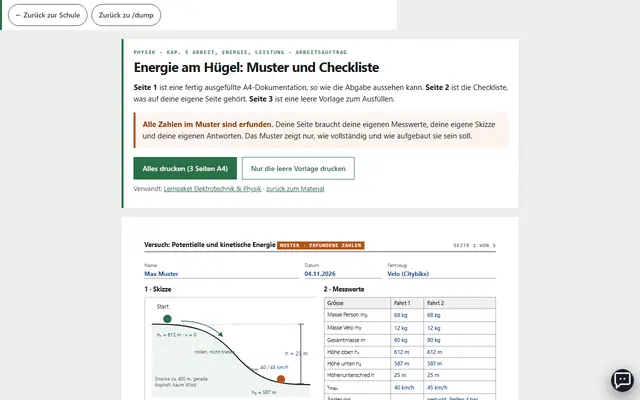 ← Zurück zur Schule
Zurück zu /dump
PHYSIK · KAP. 5 ARBEIT, ENERGIE, LEISTUNG · ARBEITSAUFTRAG
Energie am Hügel: Muster und Checkliste
Seite 1 ist eine fertig ausgefüllte A4-Dokumentation, so wie die Abgabe aussehen kann. Seite 2 ist die Checkliste,
was auf deine eigene Seite gehört. Seite 3 ist eine leere Vorlage zum Ausfüllen.
Alle Zahlen im Muster sind erfunden. Deine Seite braucht deine eigenen Messwerte, deine eigene Skizze
und deine eigenen Antworten. Das Muster zeigt nur, wie vollständig und wie aufgebaut sie sein soll.
Alles drucken (3 Seiten A4)
Nur die leere Vorlage drucken
Verwandt: Lernpaket Elektrotechnik & Physik · zurück zum Material
Versuch: Potentielle und kinetische Energie MUSTER · ERFUNDENE ZAHLEN
SEITE 1 VON 3
Name
Max Muster
Datum
04.11.2026
Fahrzeug
Velo (Citybike)
1 · Skizze
Start
h₀ = 612 m · v = 0
rollen, nicht treten
h = 25 m
40 / 45 km/h
Strecke ca. 400 m, gerade
Asphalt, kaum Wind
= 587 m
2 · Messwerte
Grösse Fahrt 1 Fahrt 2
Masse Person 68 kg 68 kg
Masse Velo 12 kg 12 kg
Gesamtmasse m 80 kg 80 kg
Höhe oben 612 m 612 m
Höhe unten 587 m 587 m
Höhenunterschied h 25 m 25 m
vₘₐₓ 40 km/h 45 km/h